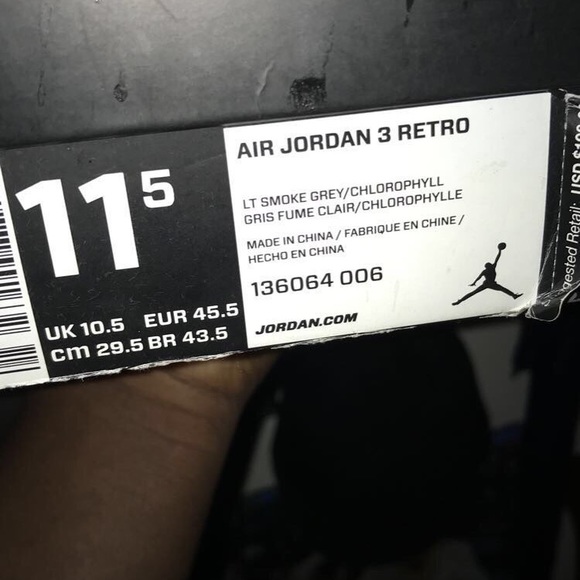 11⁵
UK 10.5 EUR 45.5
cm 29.5 BR 43.5
AIR JORDAN 3 RETRO
LT SMOKE GREY/CHLOROPHYLL
GRIS FUME CLAIR/CHLOROPHYLLE
MADE IN CHINA / FABRIQUE EN CHINE /
HECHO EN CHINA
136064 006
JORDAN.COM
Retail: USD